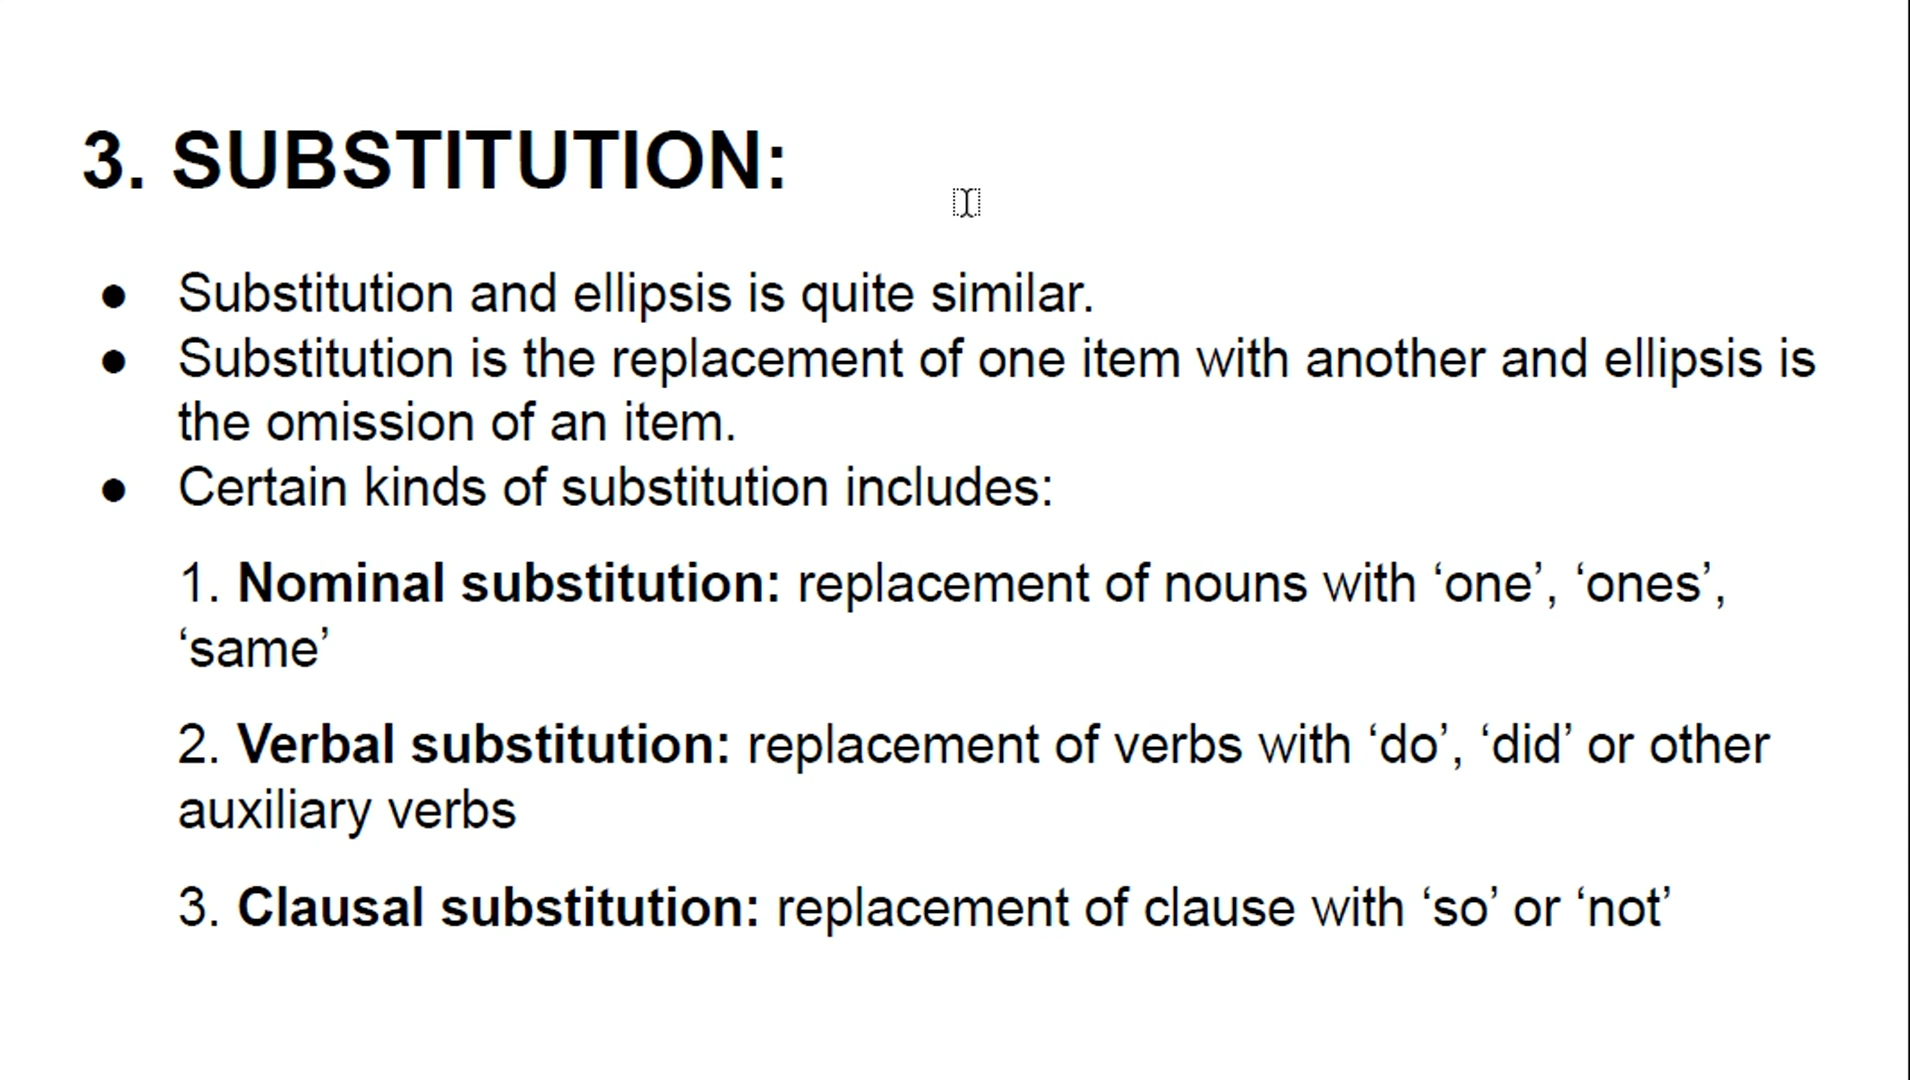 3. SUBSTITUTION:
● Substitution and ellipsis is quite similar.
● Substitution is the replacement of one item with another and ellipsis is
the omission of an item.
● Certain kinds of substitution includes:
1. Nominal substitution: replacement of nouns with ‘one’, ‘ones’,
‘same’
2. Verbal substitution: replacement of verbs with ‘do’, ‘did’ or other
auxiliary verbs
3. Clausal substitution: replacement of clause with ‘so’ or ‘not’